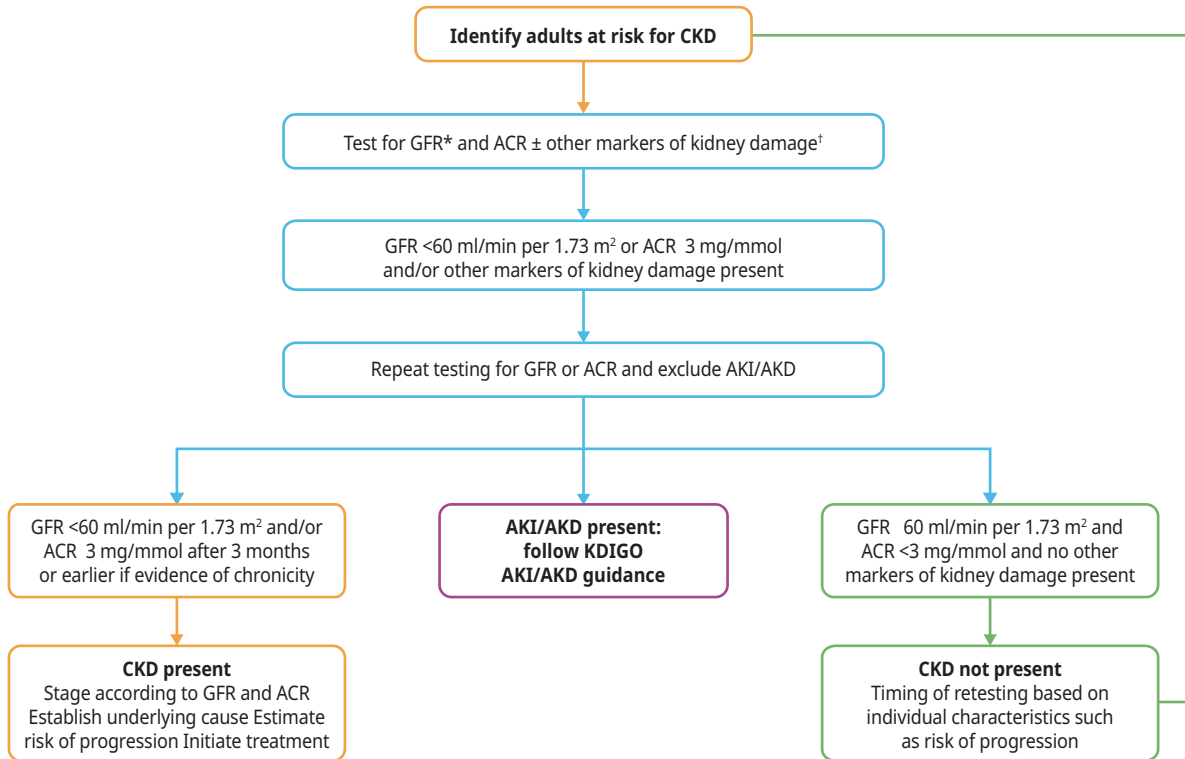 Identify adults at risk for CKD
Test for GFR* and ACR ± other markers of kidney damage†
GFR <60 ml/min per 1.73 m² or ACR 3 mg/mmol
and/or other markers of kidney damage present
Repeat testing for GFR or ACR and exclude AKI/AKD
GFR <60 ml/min per 1.73 m² and/or
ACR 3 mg/mmol after 3 months
or earlier if evidence of chronicity
AKI/AKD present:
follow KDIGO
AKI/AKD guidance
GFR 60 ml/min per 1.73 m² and
ACR <3 mg/mmol and no other
markers of kidney damage present
CKD present
Stage according to GFR and ACR
Establish underlying cause Estimate
risk of progression Initiate treatment
CKD not present
Timing of retesting based on
individual characteristics such
as risk of progression